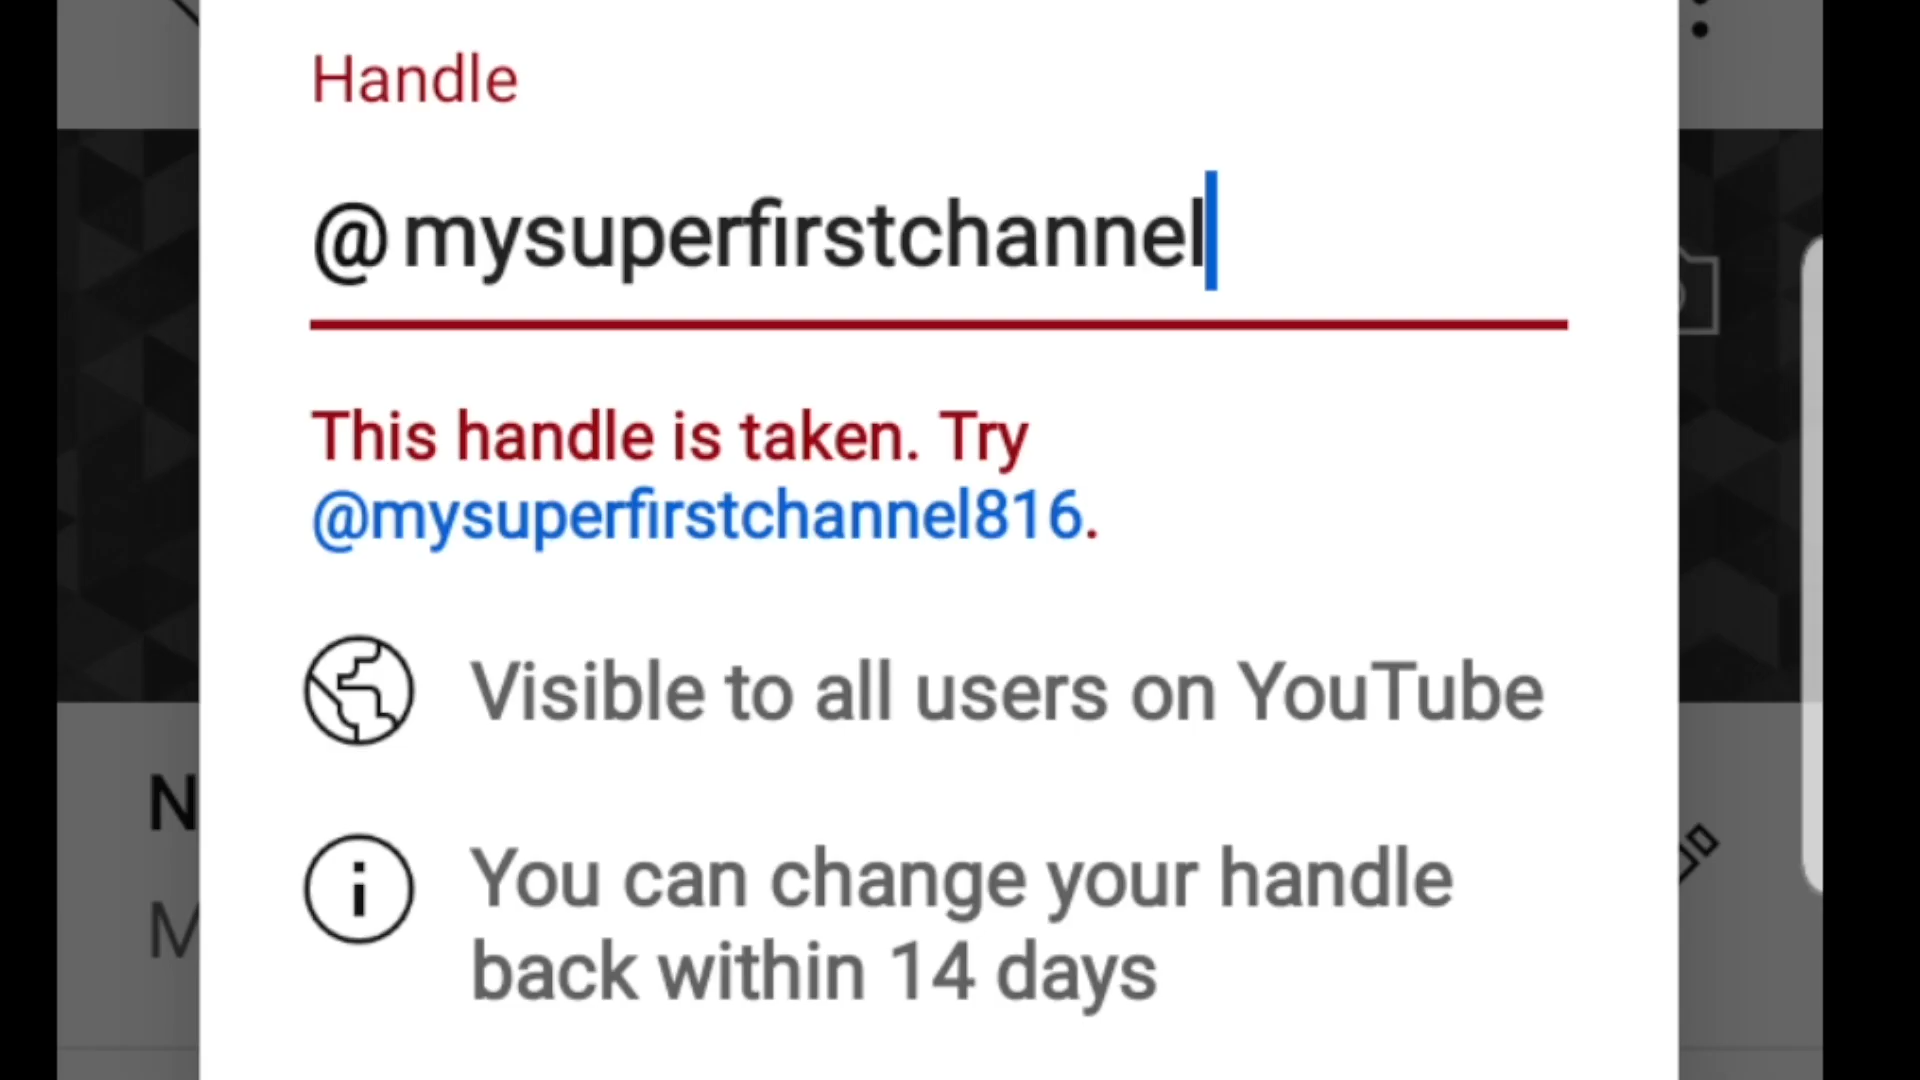 Handle
@mysuperfirstchannel
This handle is taken. Try
@mysuperfirstchannel816.
Visible to all users on YouTube
You can change your handle
back within 14 days
N
M